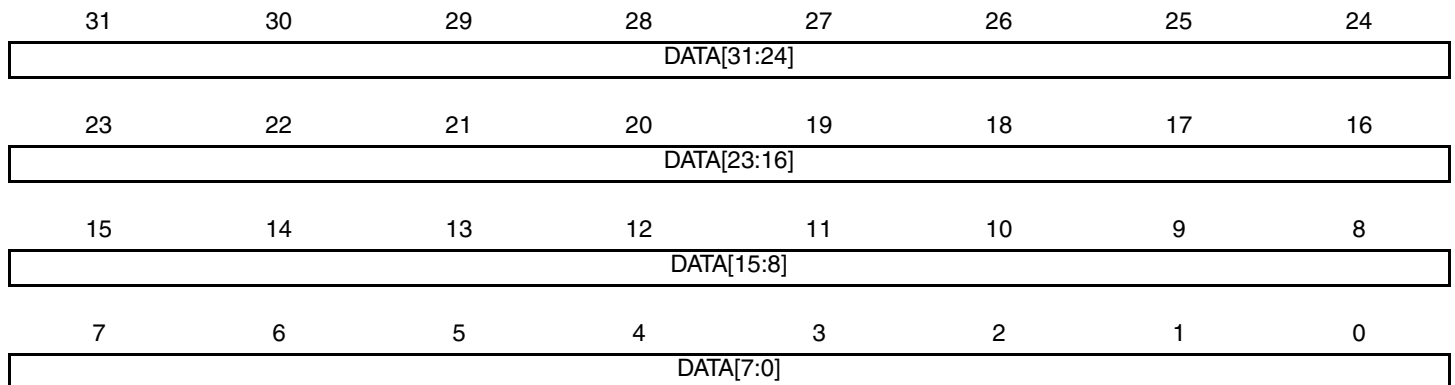 31 30 29 28 27 26 25 24
DATA[31:24]
23 22 21 20 19 18 17 16
DATA[23:16]
15 14 13 12 11 10 9 8
DATA[15:8]
7 6 5 4 3 2 1 0
DATA[7:0]